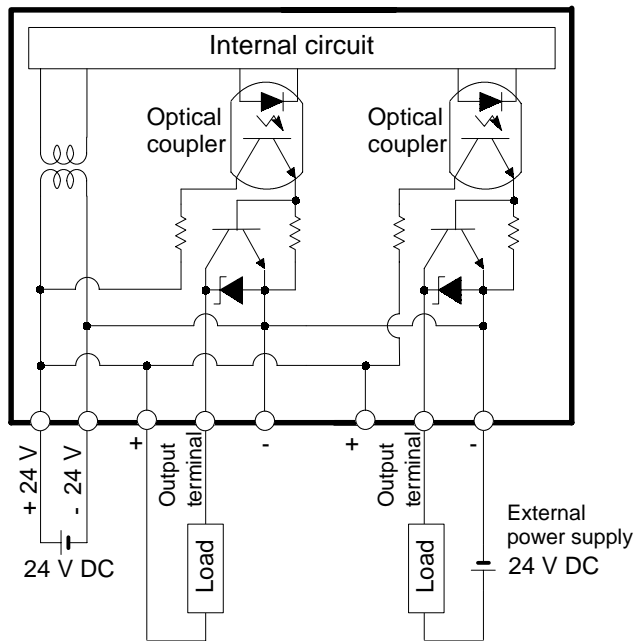 Internal circuit
Optical
coupler
Optical
coupler
+ 24 V
- 24 V
+
Output
terminal
-
+
Output
terminal
-
24 V DC
Load
Load
External
power supply
24 V DC